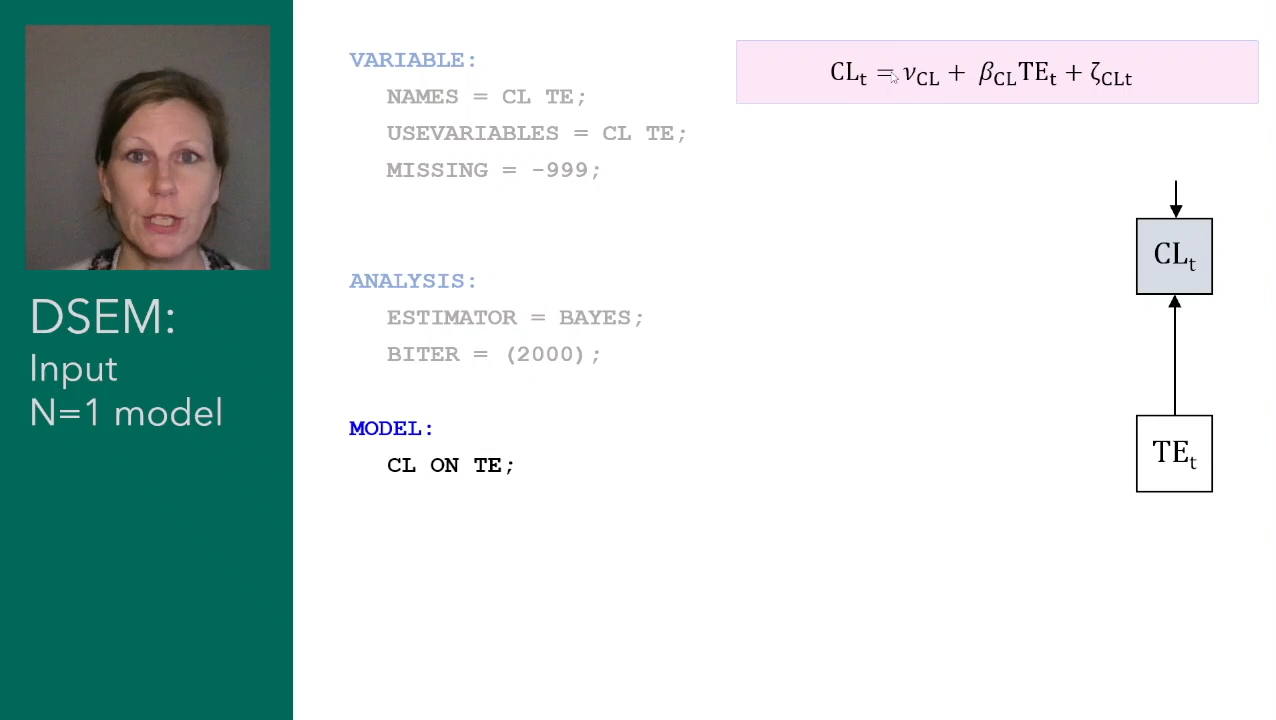 DSEM:
Input
N=1 model
VARIABLE:
NAMES = CL TE;
USEVARIABLES = CL TE;
MISSING = -999;
ANALYSIS:
ESTIMATOR = BAYES;
BITER = (2000);
MODEL:
CL ON TE;
CLt = νCL + βCLTEt + ζCLt
CLt
TEt